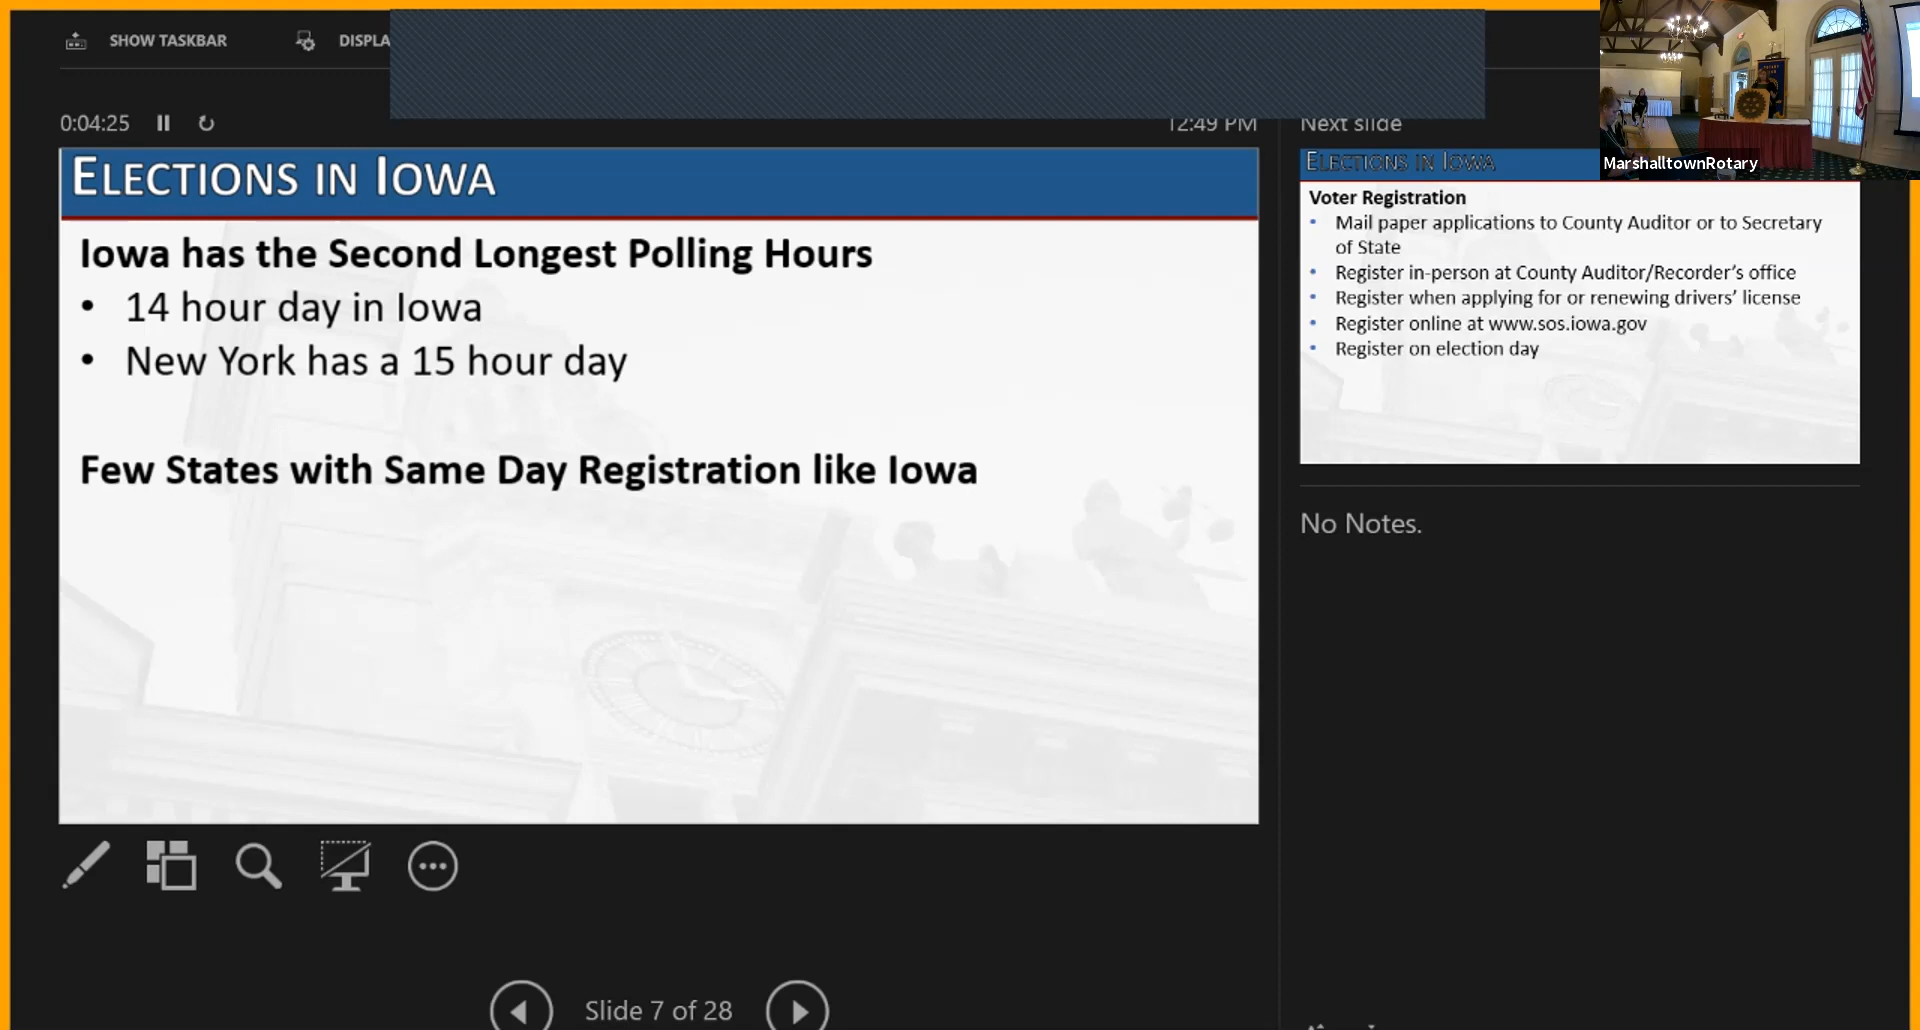 SHOW TASKBAR
DISPLA
0:04:25
12:49 PM
Next slide
MarshalltownRotary
ELECTIONS IN IOWA
Iowa has the Second Longest Polling Hours
• 14 hour day in Iowa
• New York has a 15 hour day
Few States with Same Day Registration like Iowa
ELECTIONS IN IOWA
Voter Registration
• Mail paper applications to County Auditor or to Secretary
of State
• Register in-person at County Auditor/Recorder's office
• Register when applying for or renewing drivers' license
• Register online at www.sos.iowa.gov
• Register on election day
No Notes.
Slide 7 of 28